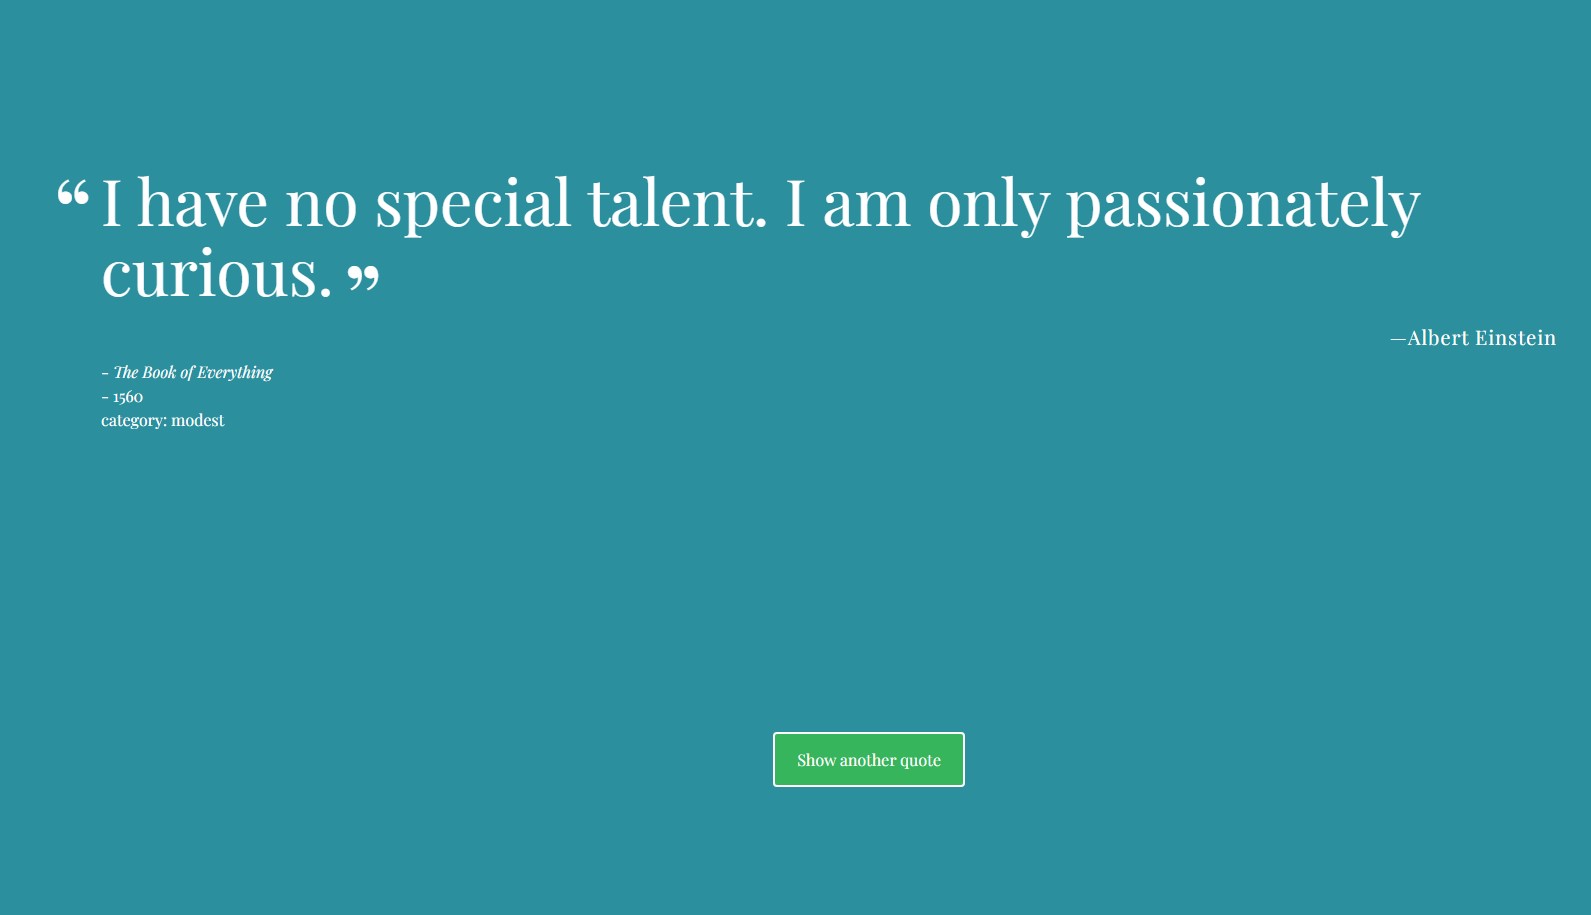 “ I have no special talent. I am only passionately
curious. ”
—Albert Einstein
- The Book of Everything
- 1560
category: modest
Show another quote